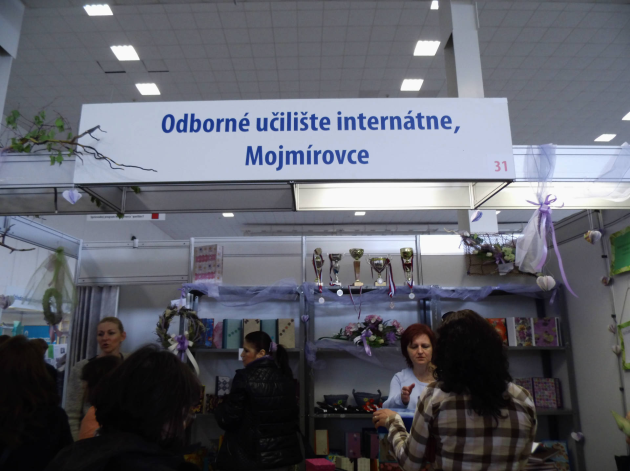 Odborné učilište internátne,
Mojmírovce
31